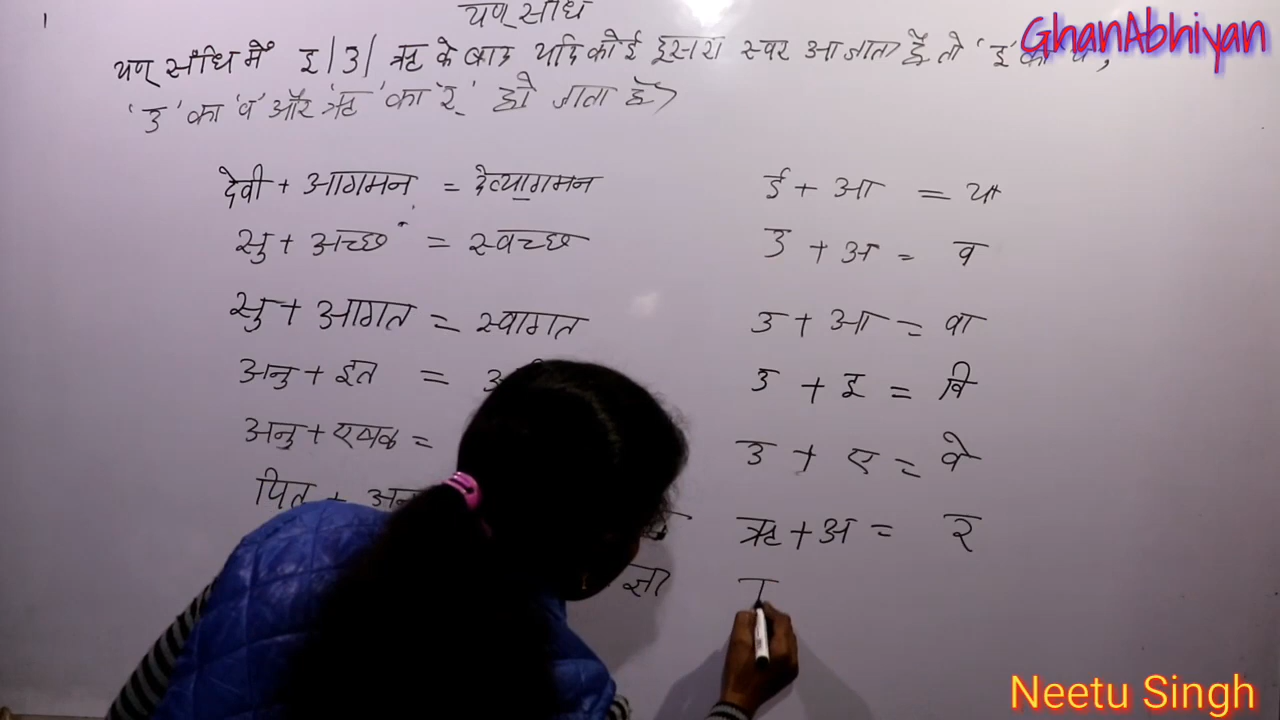 यण् संधि
GhanAbhiyan
यण् संधि में इ/उ/ऋ के बाद यदि कोई दूसरा स्वर आ जाता है तो 'इ' का य,
'उ' का 'व' और 'ऋ' का 'र्' हो जाता है
देवी + आगमन = देव्यागमन ई + आ = या
सु + अच्छ = स्वच्छ उ + अ = व
सु + आगत = स्वागत उ + आ = वा
अनु + इत = उ + इ = वि
अनु + एषक = उ + ए = वे
ऋ + अ = र
ज्ञा
Neetu Singh